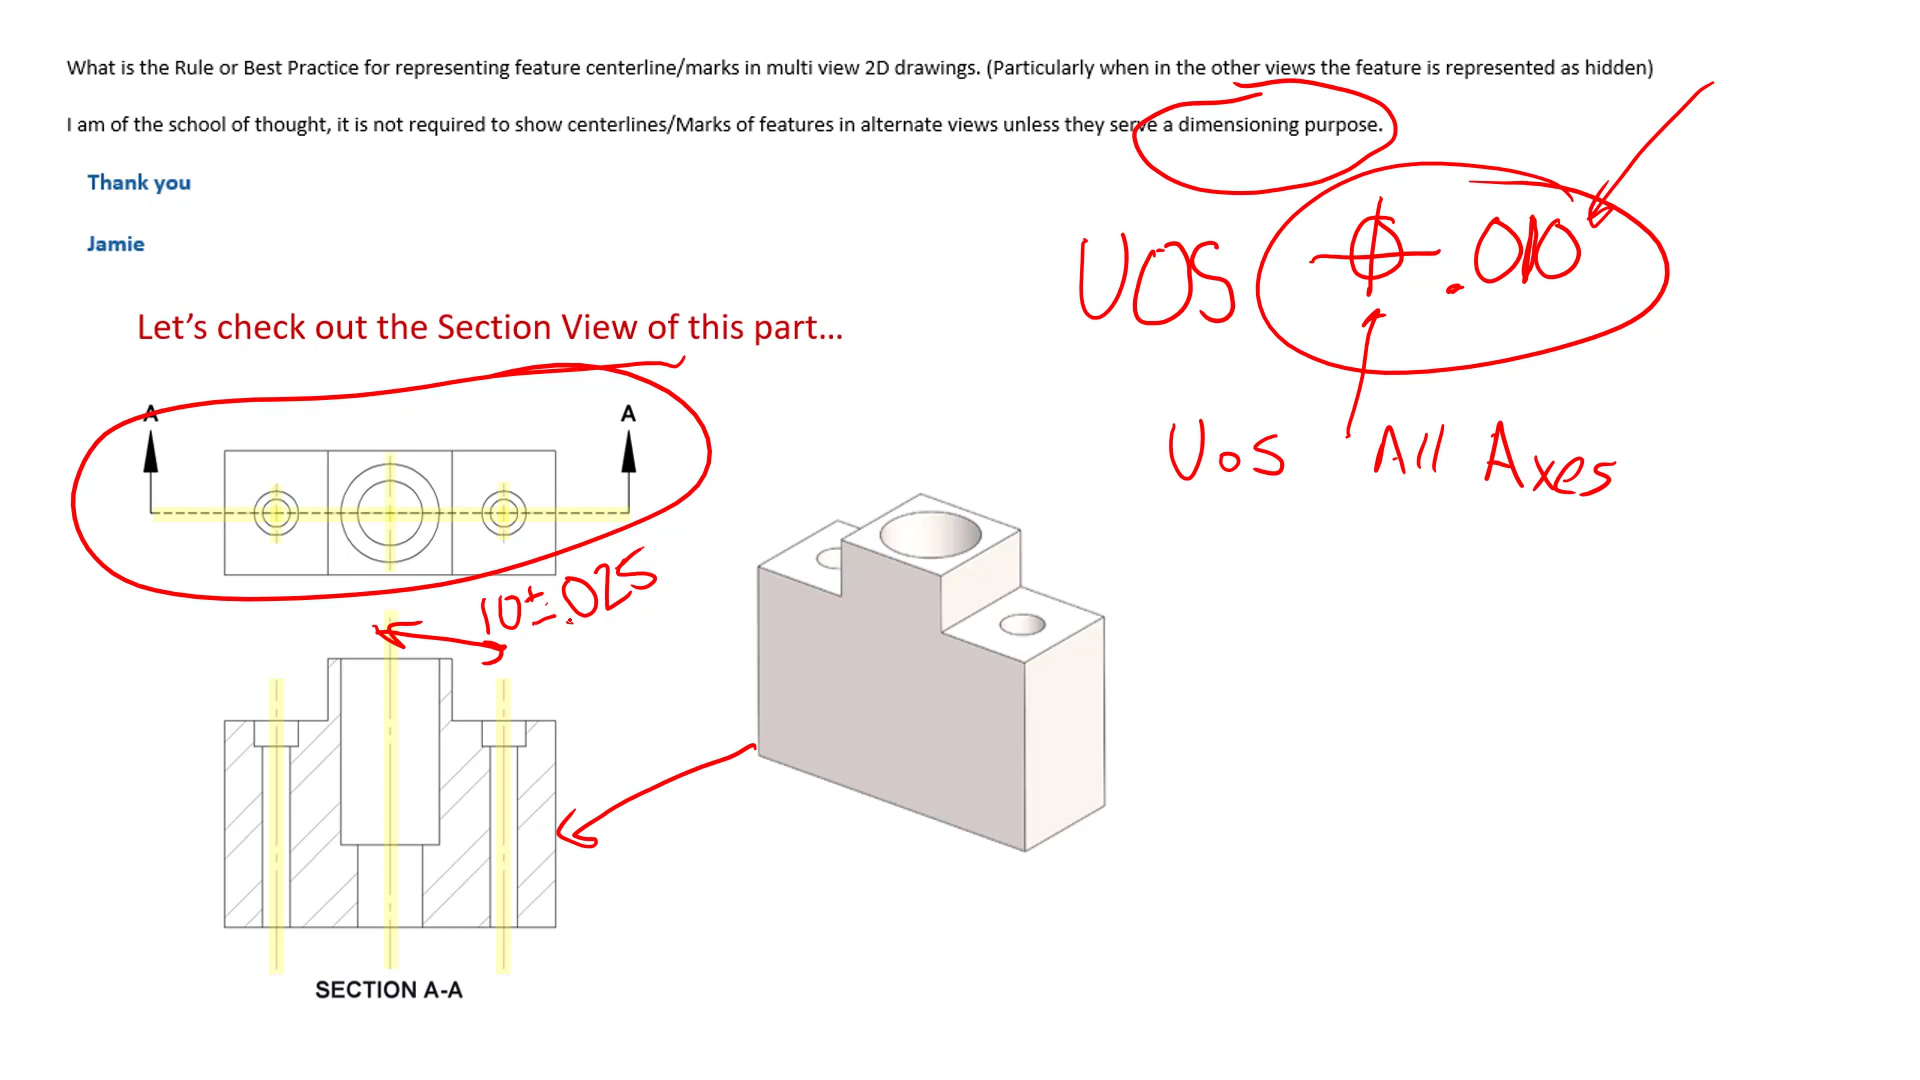 What is the Rule or Best Practice for representing feature centerline/marks in multi view 2D drawings. (Particularly when in the other views the feature is represented as hidden)
I am of the school of thought, it is not required to show centerlines/Marks of features in alternate views unless they serve a dimensioning purpose.
Thank you
Jamie
UOS ⌖ .010
Let's check out the Section View of this part...
UOS All Axes
A A
10 ± .025
SECTION A-A